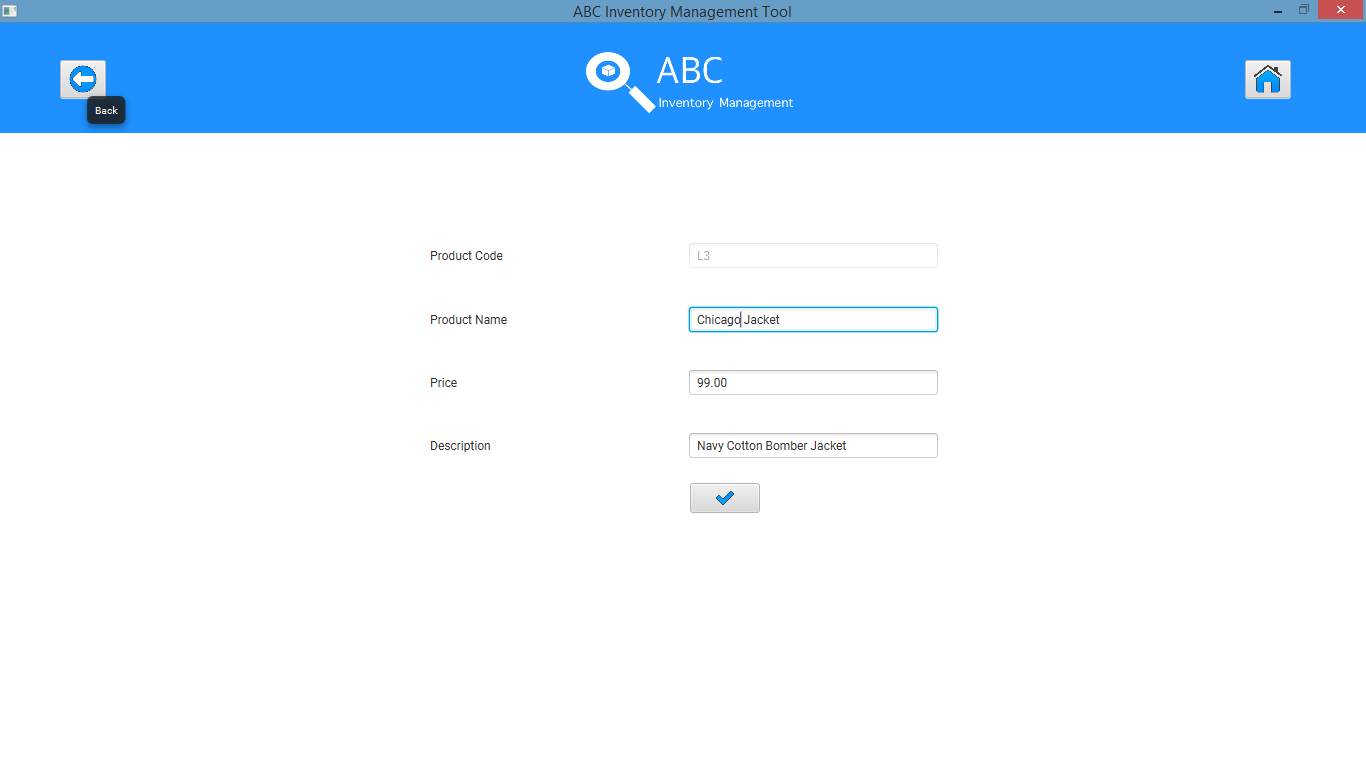 ABC Inventory Management Tool
ABC
Inventory Management
Back
Product Code L3
Product Name Chicago Jacket
Price 99.00
Description Navy Cotton Bomber Jacket